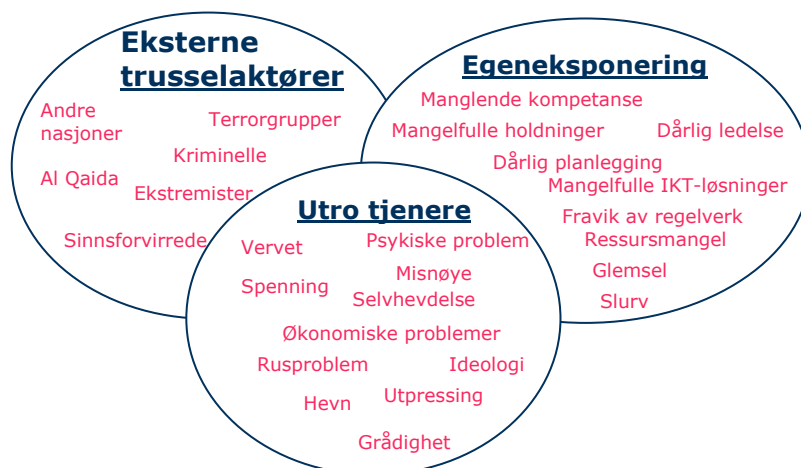 Eksterne
trusselaktører
Andre
nasjoner
Terrorgrupper
Kriminelle
Al Qaida
Ekstremister
Sinnsforvirrede
Egeneksponering
Manglende kompetanse
Mangelfulle holdninger
Dårlig ledelse
Dårlig planlegging
Mangelfulle IKT-løsninger
Fravik av regelverk
Ressursmangel
Glemsel
Slurv
Utro tjenere
Vervet
Psykiske problem
Misnøye
Spenning
Selvhevdelse
Økonomiske problemer
Rusproblem
Ideologi
Hevn
Utpressing
Grådighet